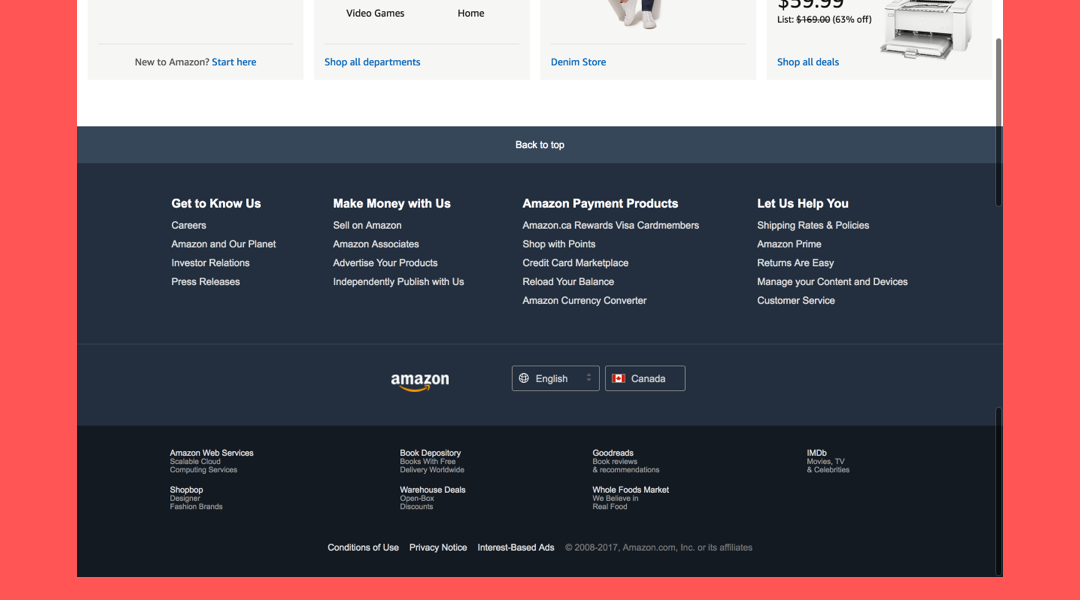 $59.99
Video Games Home
List: $169.00 (63% off)
New to Amazon? Start here
Shop all departments
Denim Store
Shop all deals
Back to top
Get to Know Us
Careers
Amazon and Our Planet
Investor Relations
Press Releases
Make Money with Us
Sell on Amazon
Amazon Associates
Advertise Your Products
Independently Publish with Us
Amazon Payment Products
Amazon.ca Rewards Visa Cardmembers
Shop with Points
Credit Card Marketplace
Reload Your Balance
Amazon Currency Converter
Let Us Help You
Shipping Rates & Policies
Amazon Prime
Returns Are Easy
Manage your Content and Devices
Customer Service
amazon
English
Canada
Amazon Web Services
Scalable Cloud
Computing Services
Book Depository
Books With Free
Delivery Worldwide
Goodreads
Book reviews
& recommendations
IMDb
Movies, TV
& Celebrities
Shopbop
Designer
Fashion Brands
Warehouse Deals
Open-Box
Discounts
Whole Foods Market
We Believe in
Real Food
Conditions of Use Privacy Notice Interest-Based Ads © 2008-2017, Amazon.com, Inc. or its affiliates